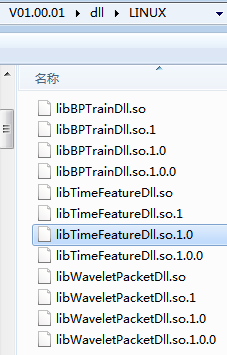 V01.00.01 ▸ dll ▸ LINUX
名称
libBPTrainDll.so
libBPTrainDll.so.1
libBPTrainDll.so.1.0
libBPTrainDll.so.1.0.0
libTimeFeatureDll.so
libTimeFeatureDll.so.1
libTimeFeatureDll.so.1.0
libTimeFeatureDll.so.1.0.0
libWaveletPacketDll.so
libWaveletPacketDll.so.1
libWaveletPacketDll.so.1.0
libWaveletPacketDll.so.1.0.0